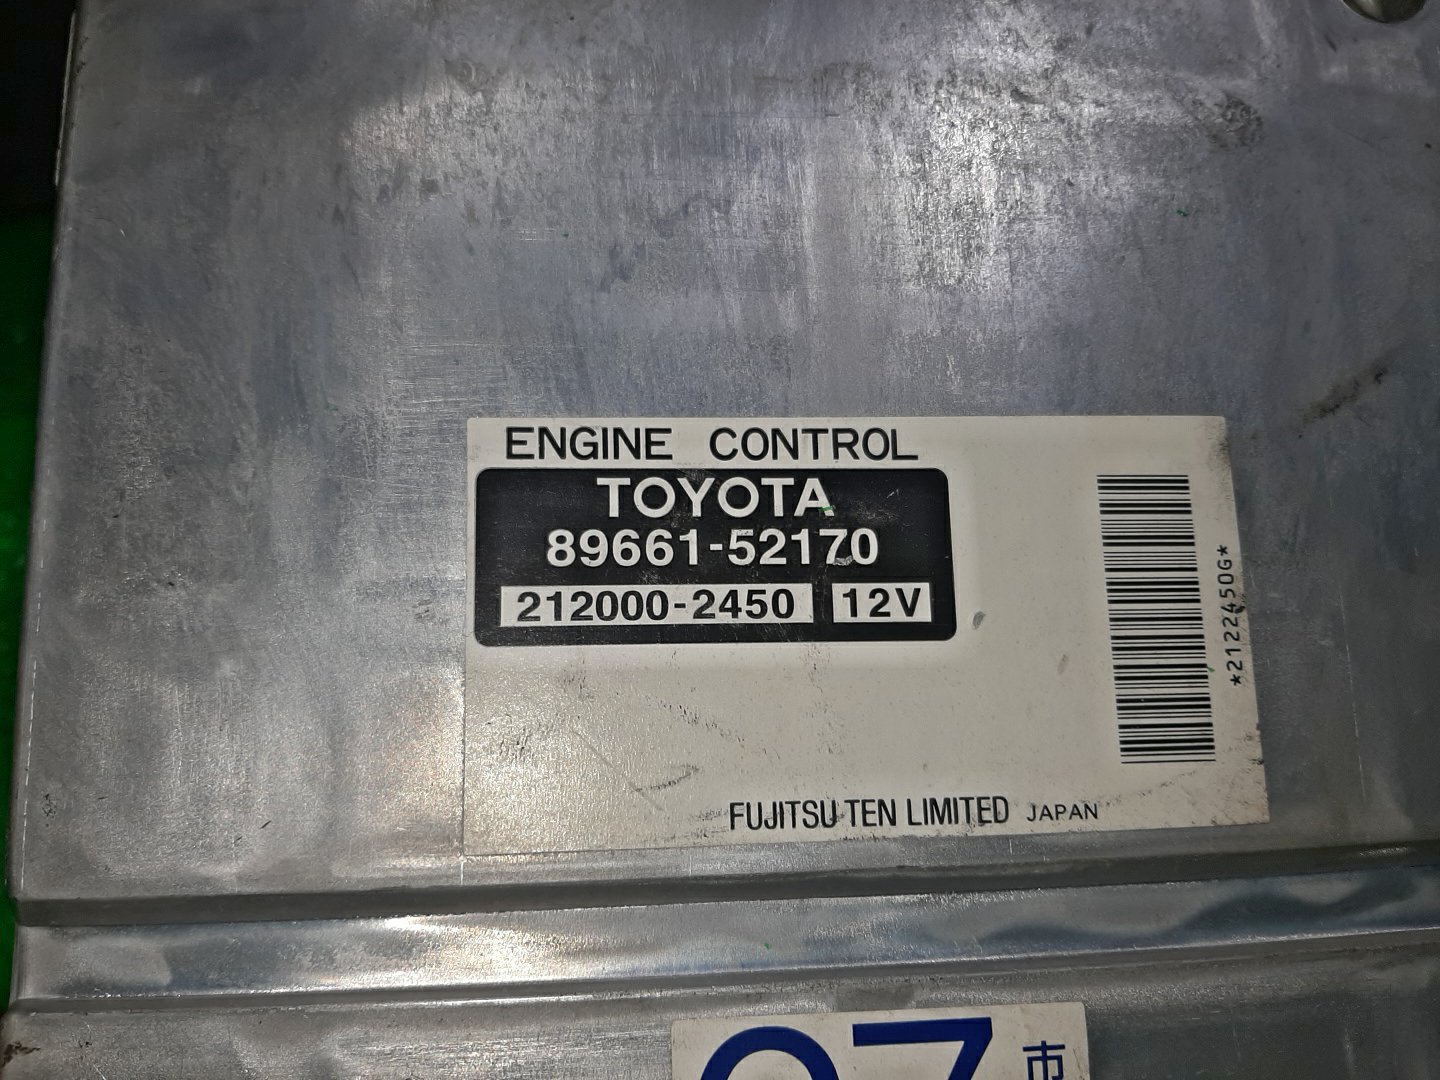 ENGINE CONTROL
TOYOTA
89661-52170
212000-2450 12V
*2122450G*
FUJITSU TEN LIMITED JAPAN
市